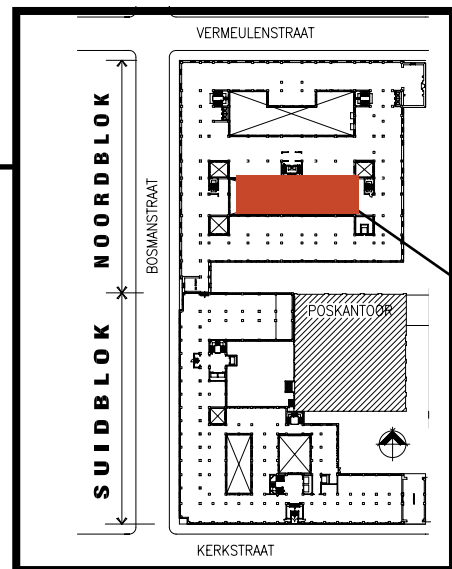 VERMEULENSTRAAT
NOORDBLOK
BOSMANSTRAAT
POSKANTOOR
SUIDBLOK
KERKSTRAAT